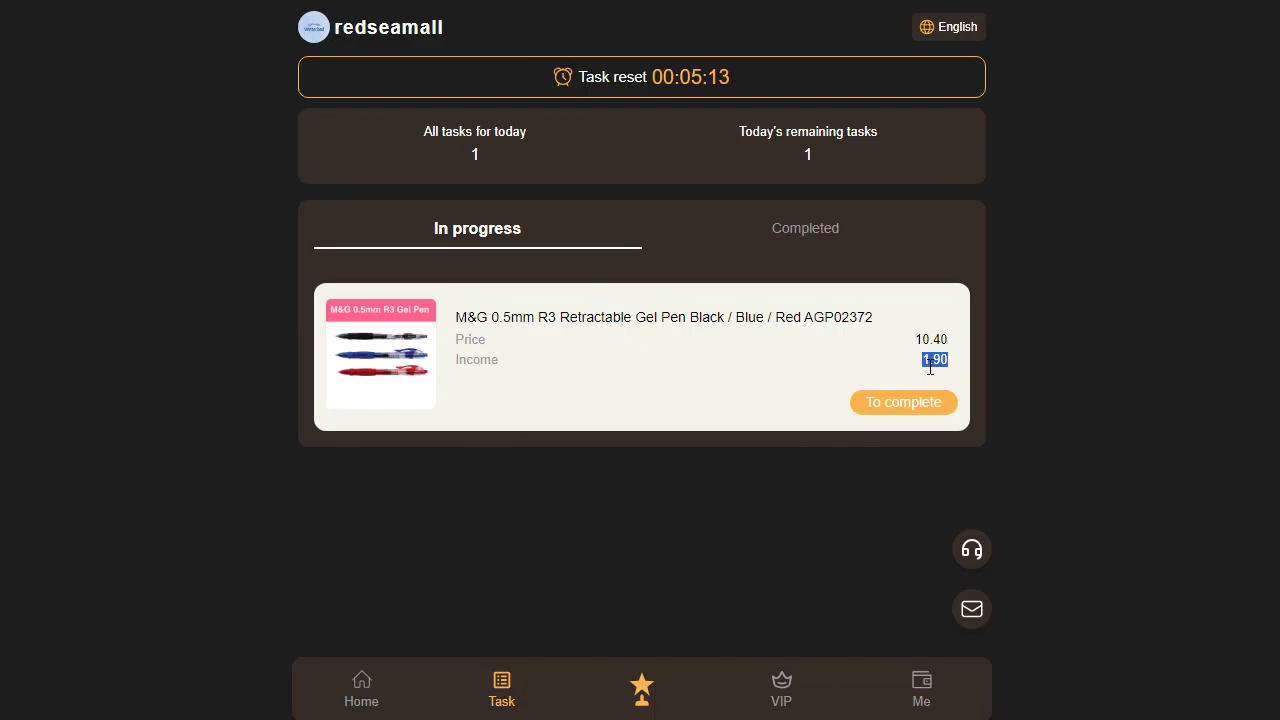 redseamall
English
Task reset 00:05:13
All tasks for today
1
Today's remaining tasks
1
In progress
Completed
M&G 0.5mm R3 Gel Pen
M&G 0.5mm R3 Retractable Gel Pen Black / Blue / Red AGP02372
Price 10.40
Income 1.90
To complete
Home
Task
VIP
Me